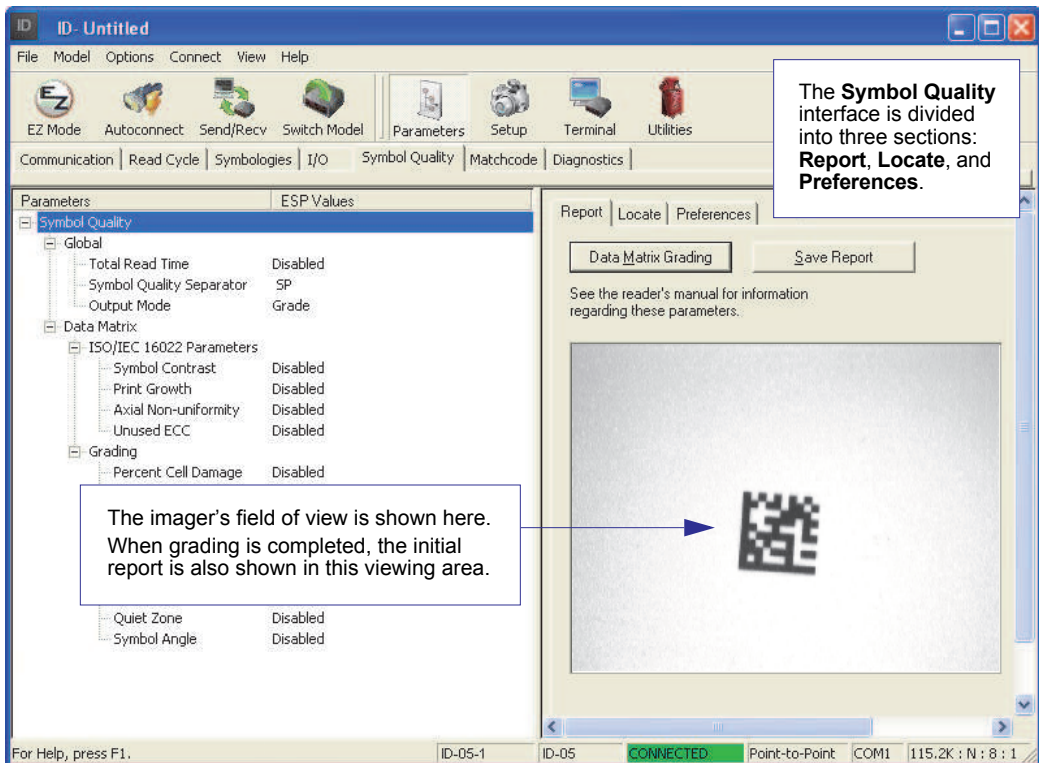 ID
ID- Untitled
File Model Options Connect View Help
EZ Mode Autoconnect Send/Recv Switch Model Parameters Setup Terminal Utilities
Communication Read Cycle Symbologies I/O Symbol Quality Matchcode Diagnostics
The Symbol Quality
interface is divided
into three sections:
Report, Locate, and
Preferences.
Parameters ESP Values
Symbol Quality
Global
Total Read Time Disabled
Symbol Quality Separator SP
Output Mode Grade
Data Matrix
ISO/IEC 16022 Parameters
Symbol Contrast Disabled
Print Growth Disabled
Axial Non-uniformity Disabled
Unused ECC Disabled
Grading
Percent Cell Damage Disabled
The imager's field of view is shown here.
When grading is completed, the initial
report is also shown in this viewing area.
Quiet Zone Disabled
Symbol Angle Disabled
Report Locate Preferences
Data Matrix Grading Save Report
See the reader's manual for information
regarding these parameters.
For Help, press F1. ID-05-1 ID-05 CONNECTED Point-to-Point COM1 115.2K : N : 8 : 1